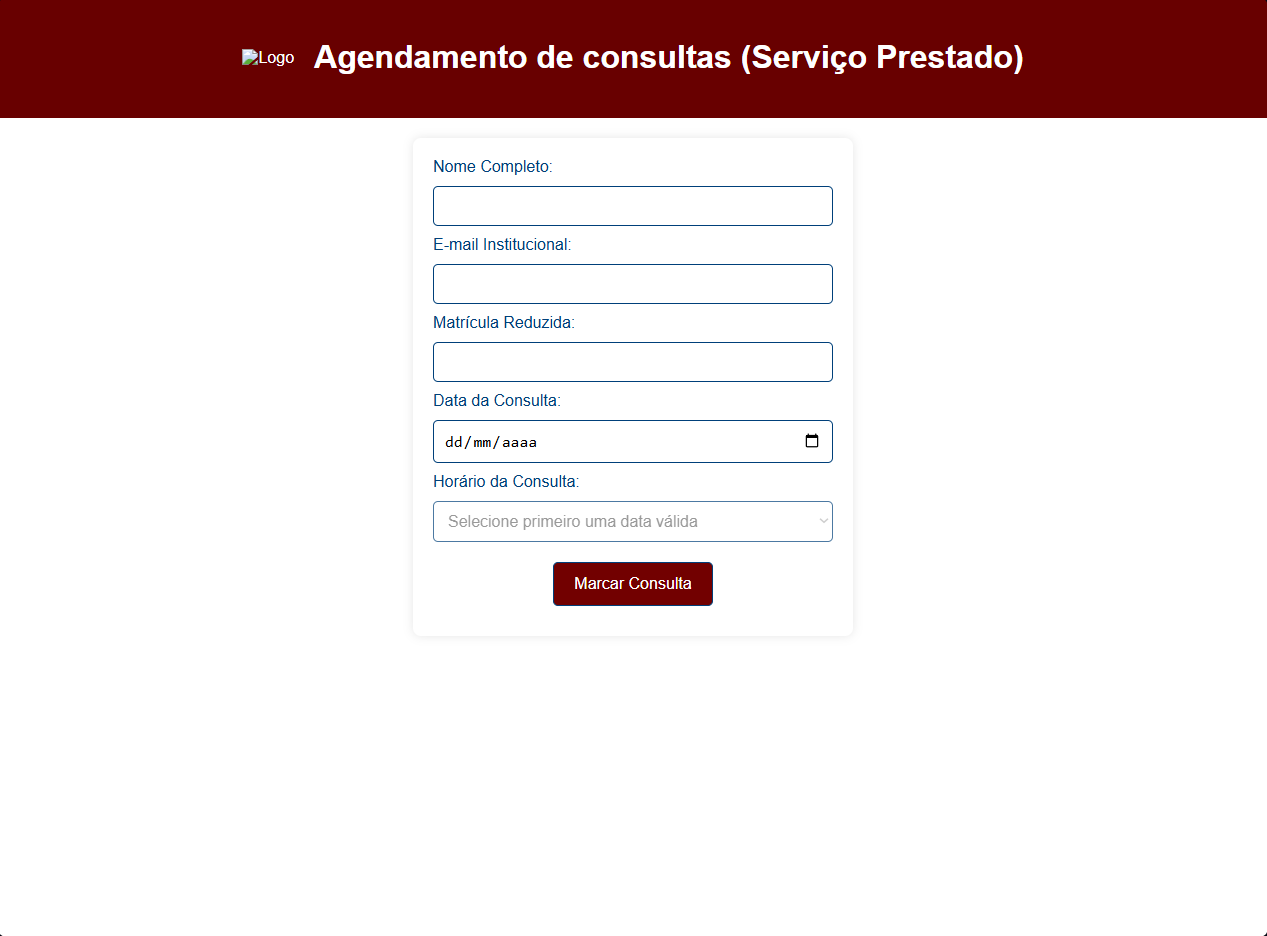 Logo
Agendamento de consultas (Serviço Prestado)
Nome Completo:
E-mail Institucional:
Matrícula Reduzida:
Data da Consulta:
dd/mm/aaaa
Horário da Consulta:
Selecione primeiro uma data válida
Marcar Consulta